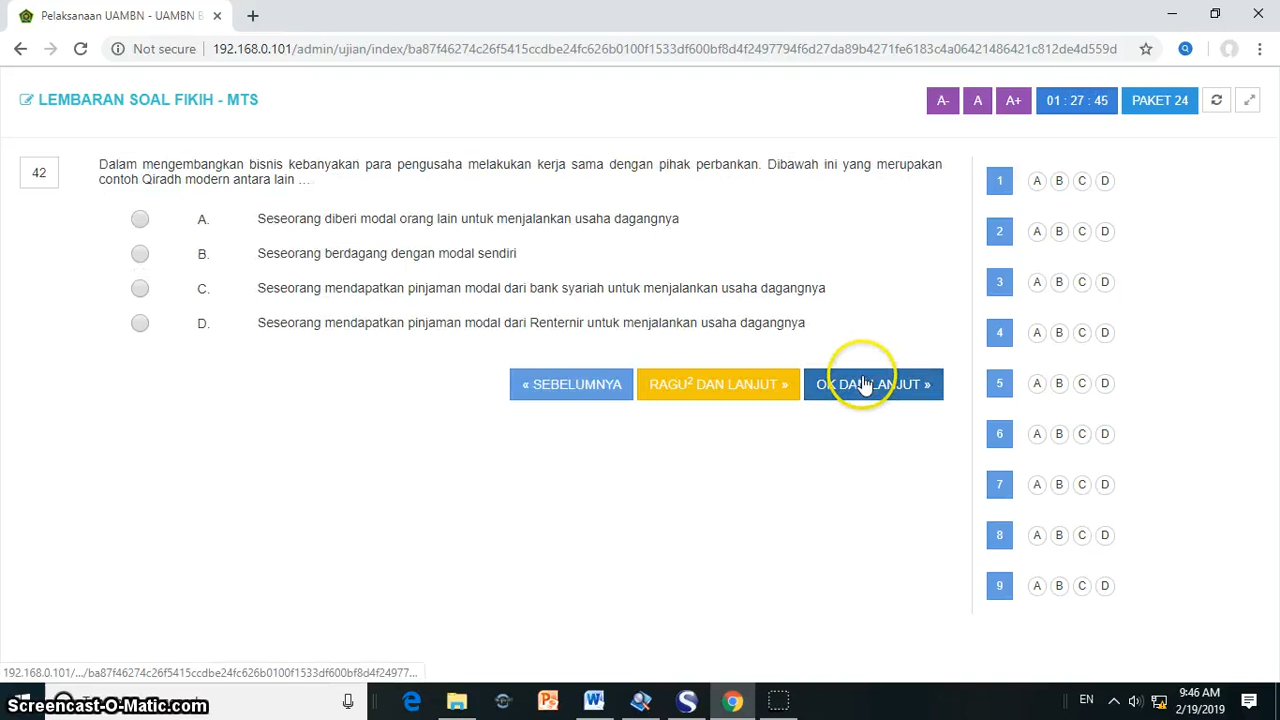 Pelaksanaan UAMBN - UAMBN B
Not secure
192.168.0.101/admin/ujian/index/ba87f46274c26f5415ccdbe24fc626b0100f1533df600bf8d4f2497794f6d27da89b4271fe6183c4a06421486421c812de4d559d
LEMBARAN SOAL FIKIH - MTS
A-
A
A+
01 : 27 : 45
PAKET 24
42
Dalam mengembangkan bisnis kebanyakan para pengusaha melakukan kerja sama dengan pihak perbankan. Dibawah ini yang merupakan
contoh Qiradh modern antara lain ....
A. Seseorang diberi modal orang lain untuk menjalankan usaha dagangnya
B. Seseorang berdagang dengan modal sendiri
C. Seseorang mendapatkan pinjaman modal dari bank syariah untuk menjalankan usaha dagangnya
D. Seseorang mendapatkan pinjaman modal dari Renternir untuk menjalankan usaha dagangnya
« SEBELUMNYA
RAGU² DAN LANJUT »
OK DAN LANJUT »
1 A B C D
2 A B C D
3 A B C D
4 A B C D
5 A B C D
6 A B C D
7 A B C D
8 A B C D
9 A B C D
192.168.0.101/.../ba87f46274c26f5415ccdbe24fc626b0100f1533df600bf8d4f24977...
Screencast-O-Matic.com
EN
9:46 AM
2/19/2019